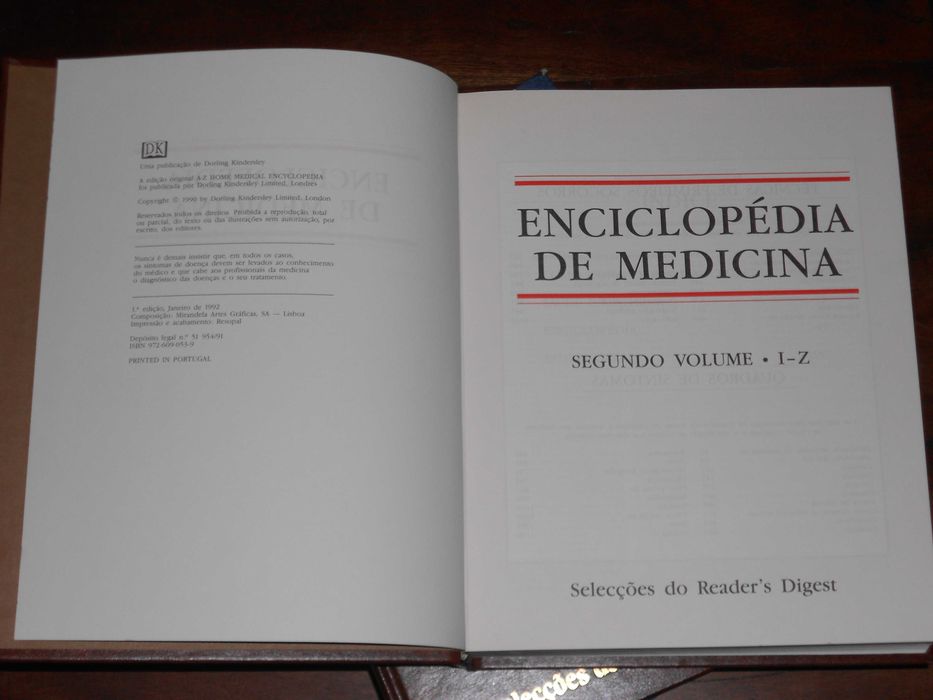 DK
Uma publicação de Dorling Kindersley
A edição original A-Z HOME MEDICAL ENCYCLOPEDIA
foi publicada por Dorling Kindersley Limited, Londres
Copyright © 1990 by Dorling Kindersley Limited, London
Reservados todos os direitos. Proibida a reprodução, total
ou parcial, do texto ou das ilustrações sem autorização, por
escrito, dos editores.
Nunca é demais insistir que, em todos os casos,
os sintomas de doença devem ser levados ao conhecimento
do médico e que cabe aos profissionais da medicina
o diagnóstico das doenças e o seu tratamento.
1.ª edição, Janeiro de 1992
Composição: Mirandela Artes Gráficas, SA — Lisboa
Impressão e acabamento: Resopal
Depósito legal n.º 51 954/91
ISBN 972-609-053-9
PRINTED IN PORTUGAL
ENCICLOPÉDIA
DE MEDICINA
SEGUNDO VOLUME • I-Z
Selecções do Reader's Digest